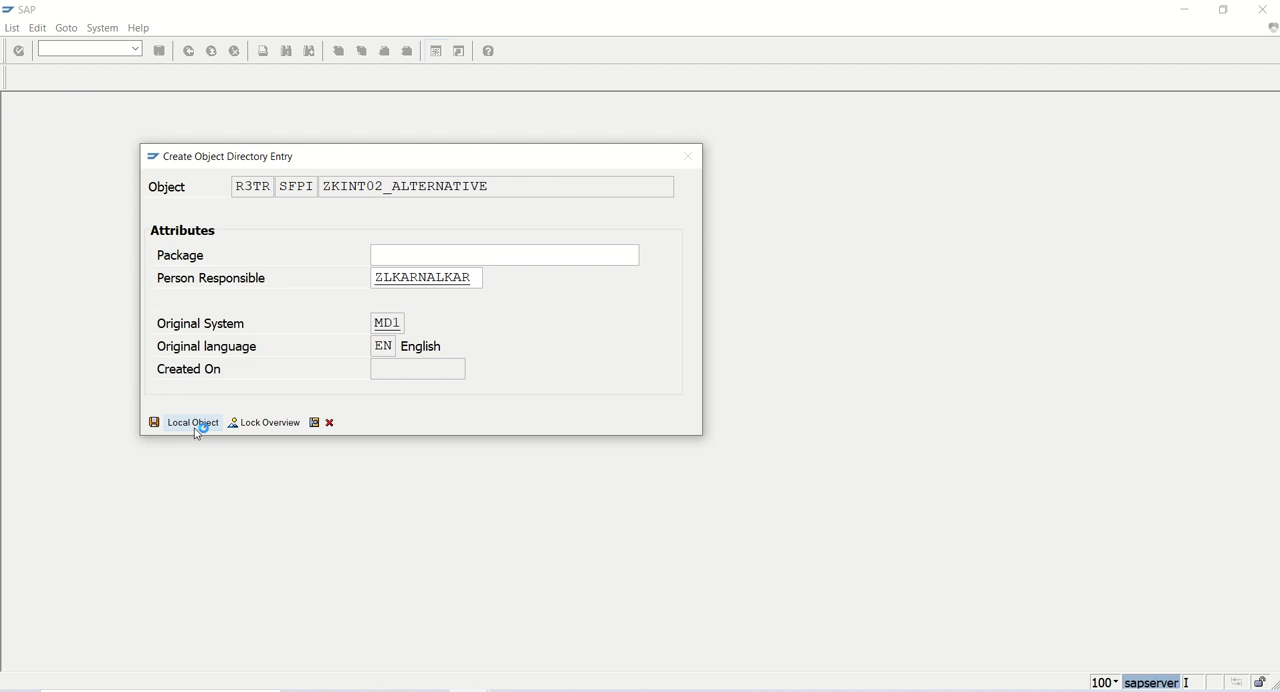 SAP
List Edit Goto System Help
Create Object Directory Entry
Object R3TR SFPI ZKINT02_ALTERNATIVE
Attributes
Package
Person Responsible ZLKARNALKAR
Original System MD1
Original language EN English
Created On
Local Object Lock Overview
100 sapserver